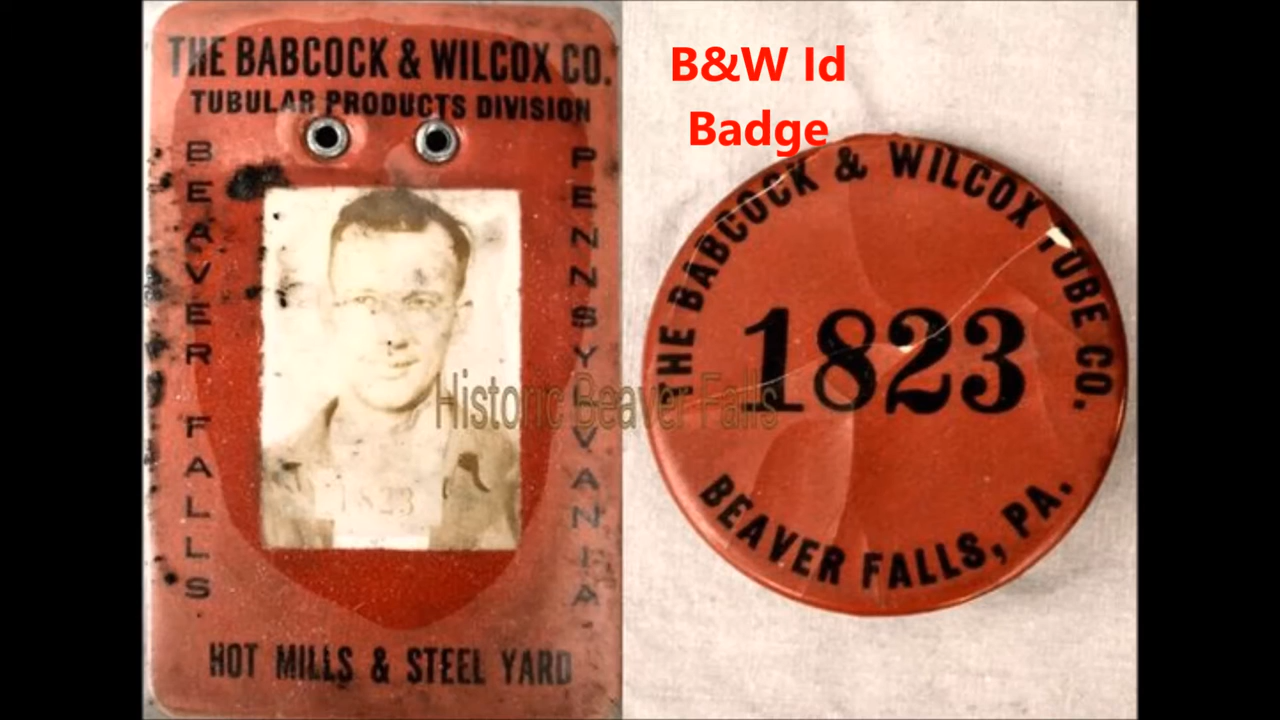 THE BABCOCK & WILCOX CO.
TUBULAR PRODUCTS DIVISION
BEAVER FALLS
PENNSYLVANIA
1823
HOT MILLS & STEEL YARD
B&W Id
Badge
THE BABCOCK & WILCOX TUBE CO.
1823
BEAVER FALLS, PA.
Historic Beaver Falls